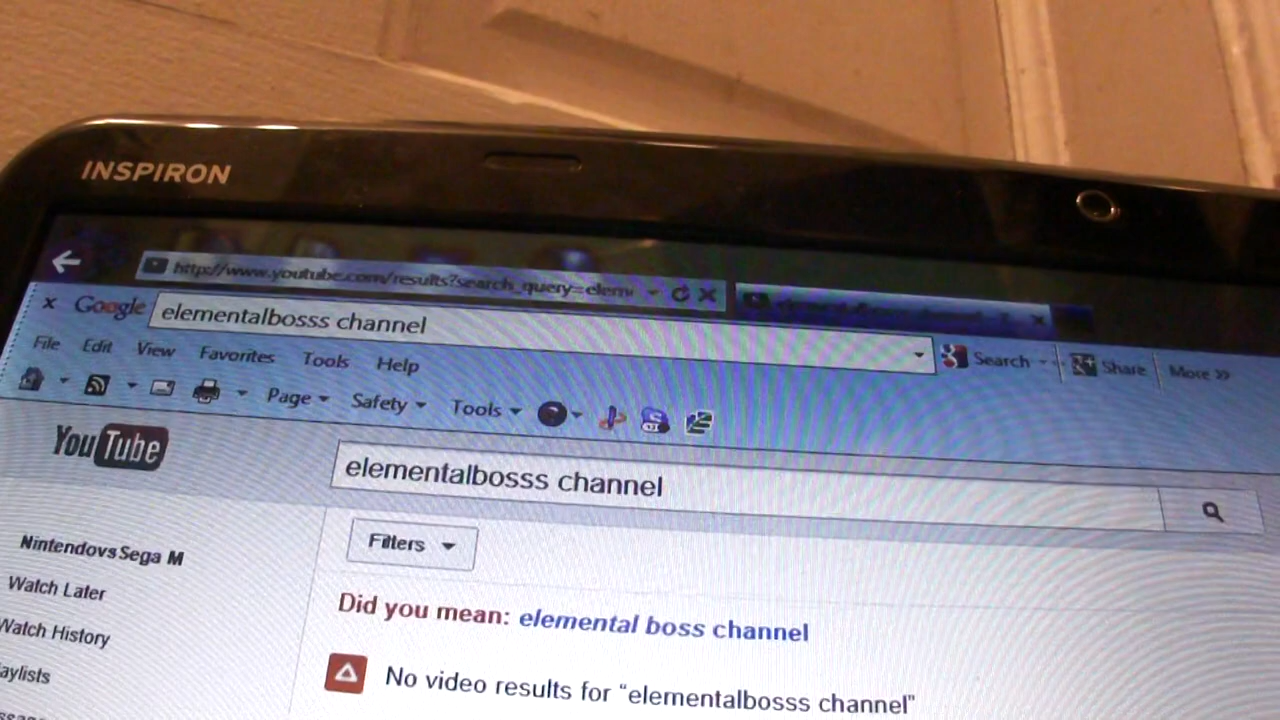 INSPIRON
http://www.youtube.com/results?search_query=elem
x Google elementalbosss channel Search Share More »
File Edit View Favorites Tools Help
Page Safety Tools
YouTube elementalbosss channel
Filters
NintendovsSega M
Did you mean: elemental boss channel
Watch Later
No video results for “elementalbosss channel”
Watch History
aylists